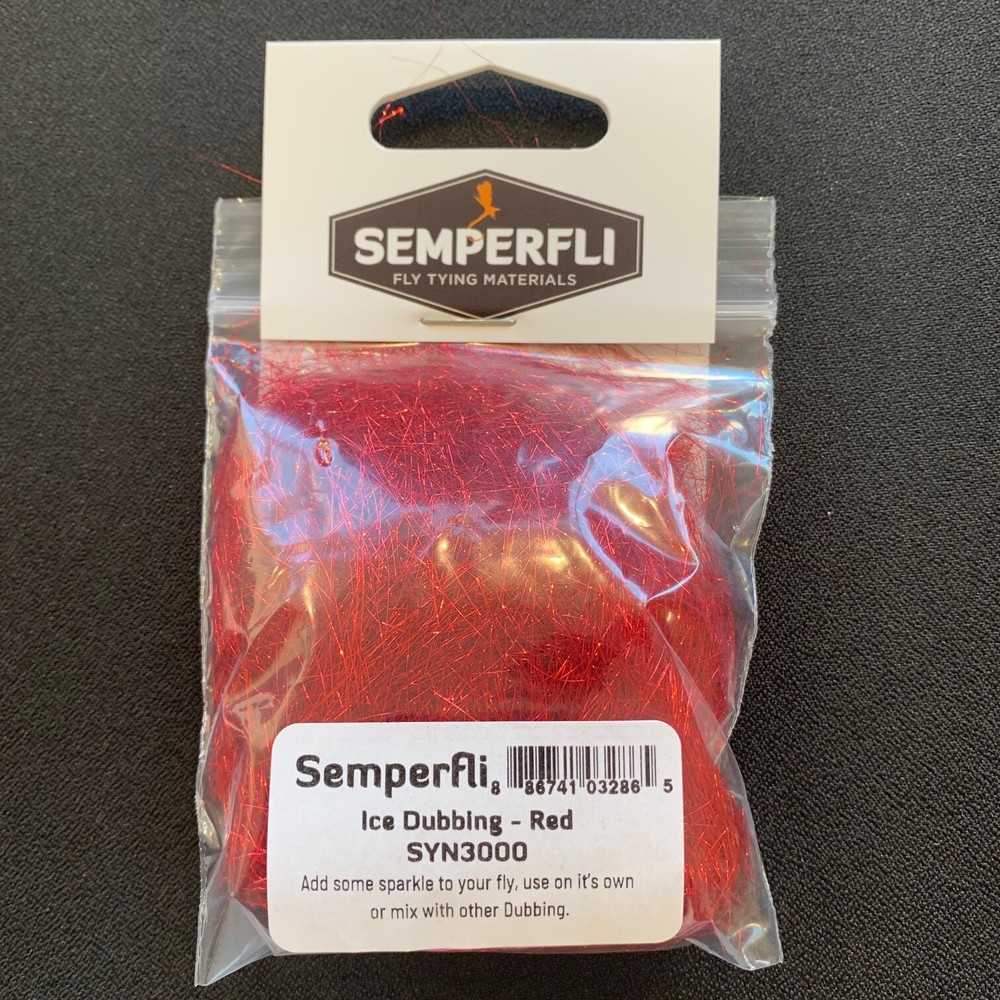 SEMPERFLI
FLY TYING MATERIALS
Semperfli
8 86741 03286 5
Ice Dubbing - Red
SYN3000
Add some sparkle to your fly, use on it's own
or mix with other Dubbing.